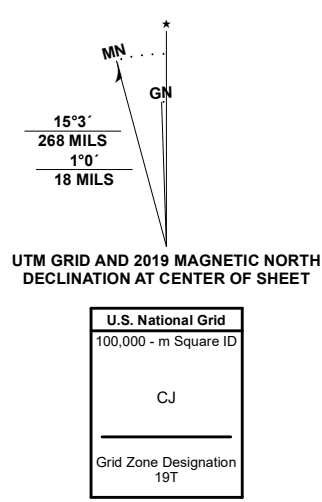 MN
GN
15°3´
268 MILS
1°0´
18 MILS
UTM GRID AND 2019 MAGNETIC NORTH
DECLINATION AT CENTER OF SHEET
U.S. National Grid
100,000 - m Square ID
CJ
Grid Zone Designation
19T